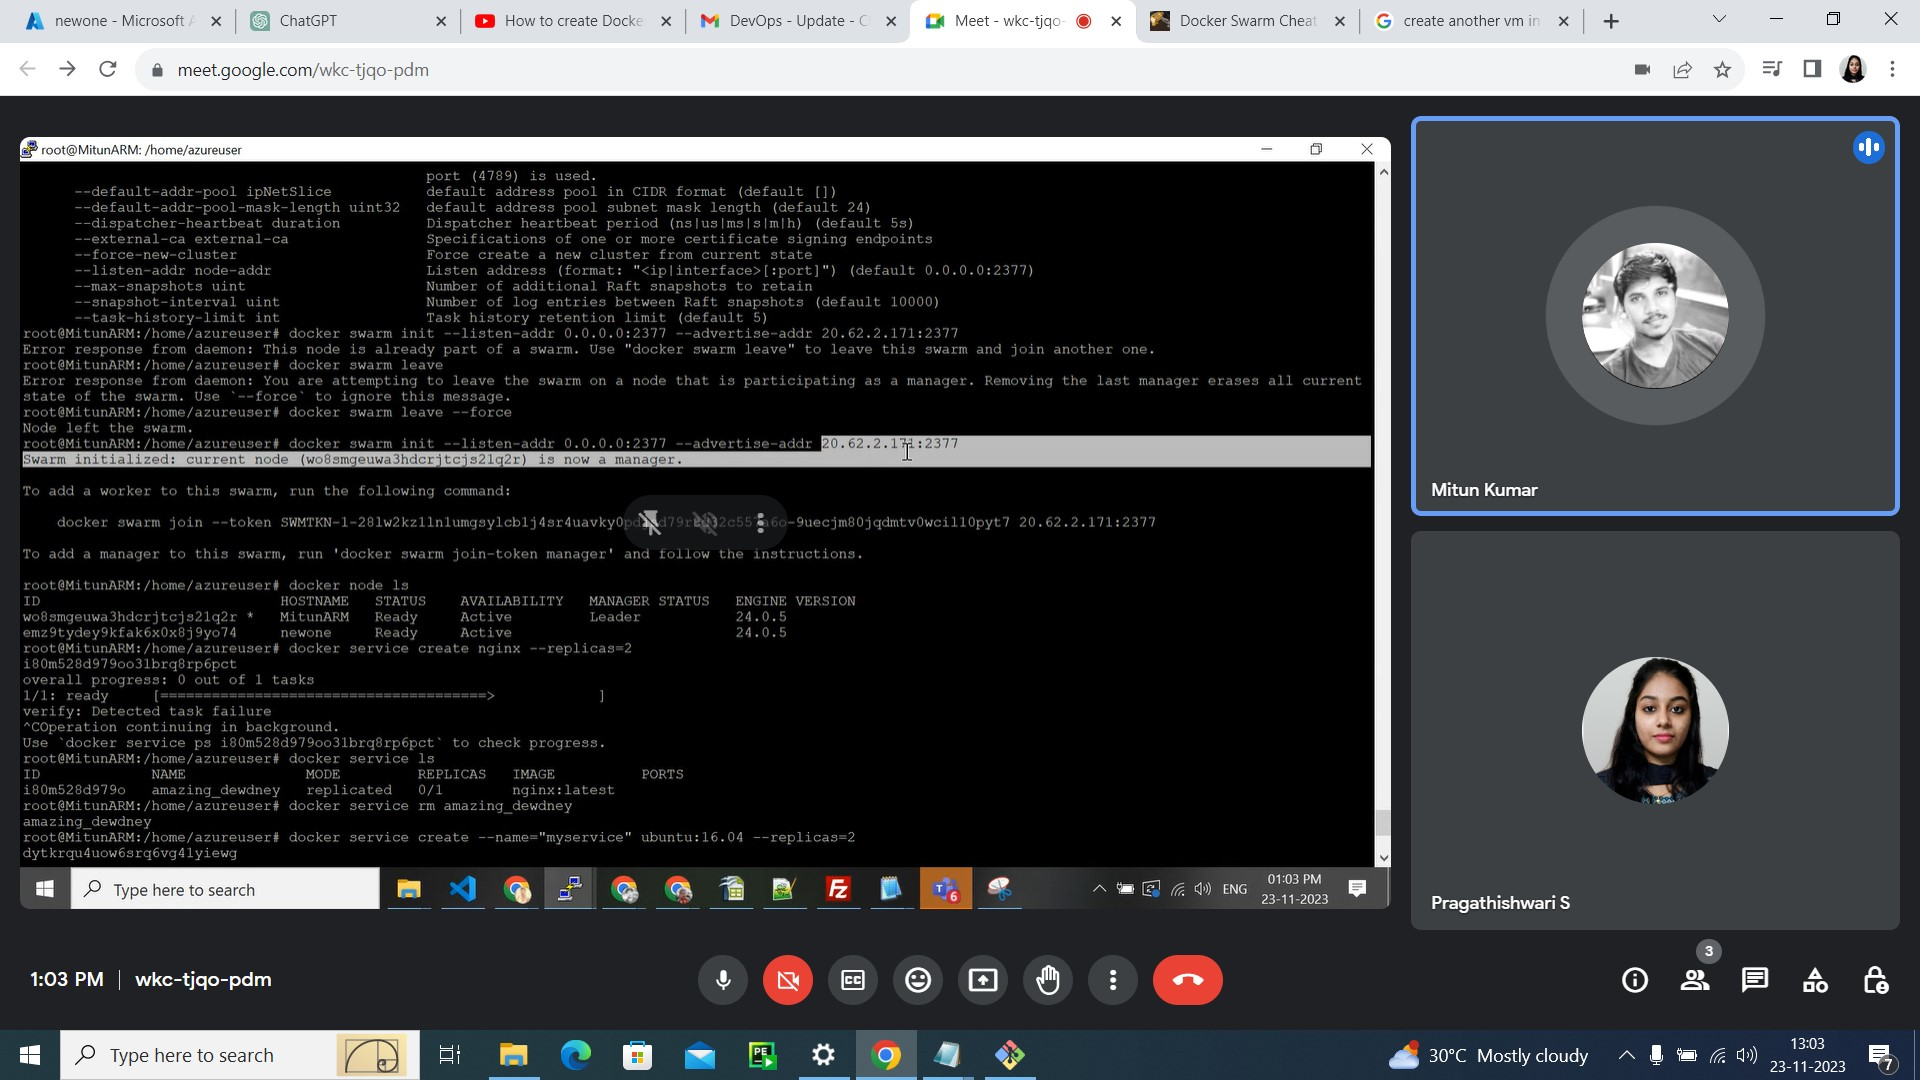 newone - Microsoft A
ChatGPT
How to create Docke
DevOps - Update - C
Meet - wkc-tjqo-
Docker Swarm Cheat
create another vm in
meet.google.com/wkc-tjqo-pdm
root@MitunARM: /home/azureuser
port (4789) is used.
--default-addr-pool ipNetSlice default address pool in CIDR format (default [])
--default-addr-pool-mask-length uint32 default address pool subnet mask length (default 24)
--dispatcher-heartbeat duration Dispatcher heartbeat period (ns|us|ms|s|m|h) (default 5s)
--external-ca external-ca Specifications of one or more certificate signing endpoints
--force-new-cluster Force create a new cluster from current state
--listen-addr node-addr Listen address (format: "<ip|interface>[:port]") (default 0.0.0.0:2377)
--max-snapshots uint Number of additional Raft snapshots to retain
--snapshot-interval uint Number of log entries between Raft snapshots (default 10000)
--task-history-limit int Task history retention limit (default 5)
root@MitunARM:/home/azureuser# docker swarm init --listen-addr 0.0.0.0:2377 --advertise-addr 20.62.2.171:2377
Error response from daemon: This node is already part of a swarm. Use "docker swarm leave" to leave this swarm and join another one.
root@MitunARM:/home/azureuser# docker swarm leave
Error response from daemon: You are attempting to leave the swarm on a node that is participating as a manager. Removing the last manager erases all current
state of the swarm. Use `--force` to ignore this message.
root@MitunARM:/home/azureuser# docker swarm leave --force
Node left the swarm.
root@MitunARM:/home/azureuser# docker swarm init --listen-addr 0.0.0.0:2377 --advertise-addr 20.62.2.171:2377
Swarm initialized: current node (wo8smgeuwa3hdcrjtcjs21q2r) is now a manager.
To add a worker to this swarm, run the following command:
docker swarm join --token 20.62.2.171:2377
To add a manager to this swarm, run 'docker swarm join-token manager' and follow the instructions.
root@MitunARM:/home/azureuser# docker node ls
ID HOSTNAME STATUS AVAILABILITY MANAGER STATUS ENGINE VERSION
wo8smgeuwa3hdcrjtcjs21q2r * MitunARM Ready Active Leader 24.0.5
emz9tydey9kfak6x0x8j9yo74 newone Ready Active 24.0.5
root@MitunARM:/home/azureuser# docker service create nginx --replicas=2
i80m528d979oo31brq8rp6pct
overall progress: 0 out of 1 tasks
1/1: ready [=====================================> ]
verify: Detected task failure
^COperation continuing in background.
Use `docker service ps i80m528d979oo31brq8rp6pct` to check progress.
root@MitunARM:/home/azureuser# docker service ls
ID NAME MODE REPLICAS IMAGE PORTS
i80m528d979o amazing_dewdney replicated 0/1 nginx:latest
root@MitunARM:/home/azureuser# docker service rm amazing_dewdney
amazing_dewdney
root@MitunARM:/home/azureuser# docker service create --name="myservice" ubuntu:16.04 --replicas=2
dytkrqu4uow6srq6vg41yiewg
Type here to search
6
ENG
01:03 PM
23-11-2023
Mitun Kumar
Pragathishwari S
1:03 PM | wkc-tjqo-pdm
3
Type here to search
30°C Mostly cloudy
13:03
23-11-2023
7